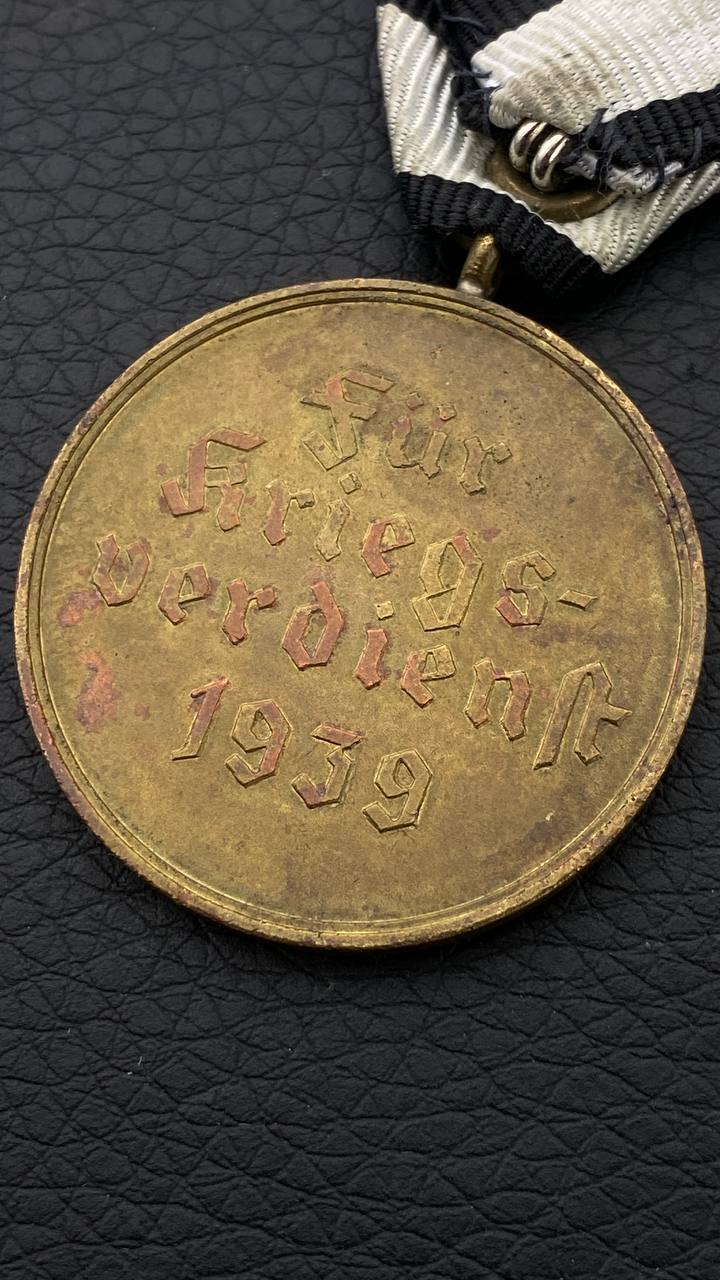 Für
Kriegs-
verdienst
1939